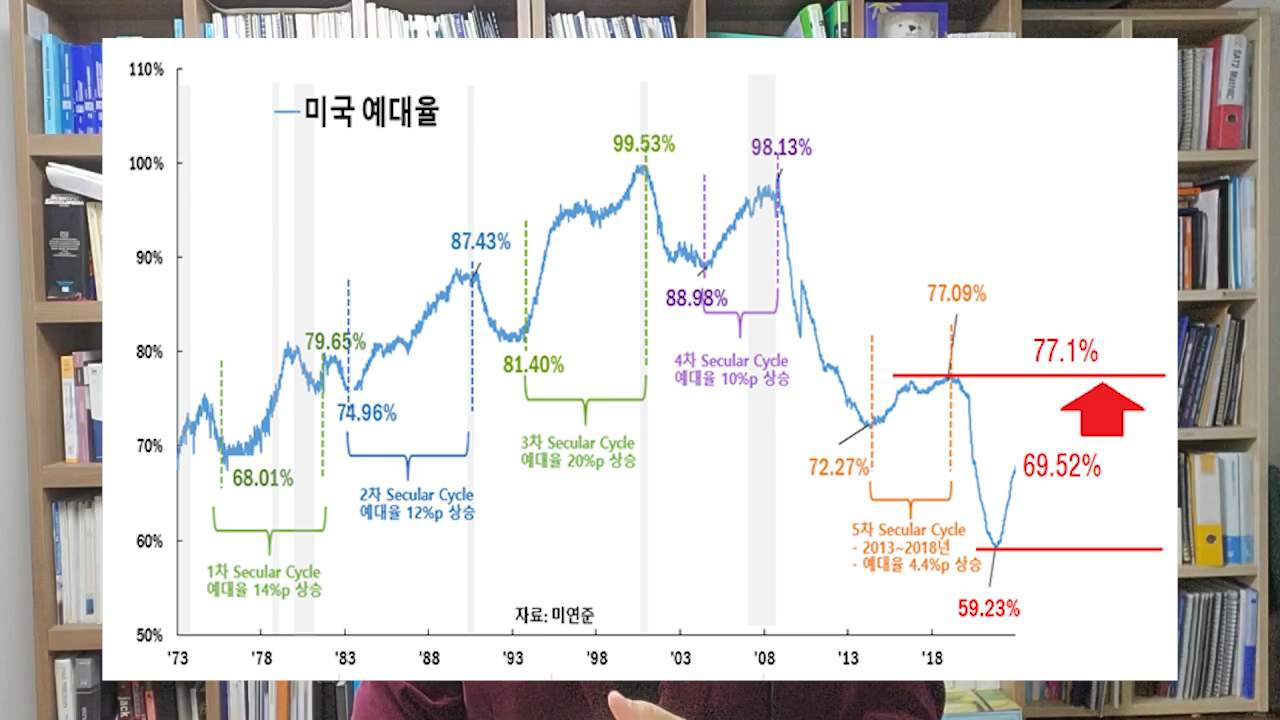 SAT2 Math
110%
미국 예대율
99.53%
98.13%
100%
87.43%
90%
88.98%
77.09%
79.65%
77.1%
80%
81.40%
4차 Secular Cycle
예대율 10%p 상승
74.96%
3차 Secular Cycle
예대율 20%p 상승
70%
68.01%
72.27%
69.52%
2차 Secular Cycle
예대율 12%p 상승
5차 Secular Cycle
- 2013~2018년
- 예대율 4.4%p 상승
60%
1차 Secular Cycle
예대율 14%p 상승
59.23%
자료: 미연준
50%
'73 '78 '83 '88 '93 '98 '03 '08 '13 '18
jack